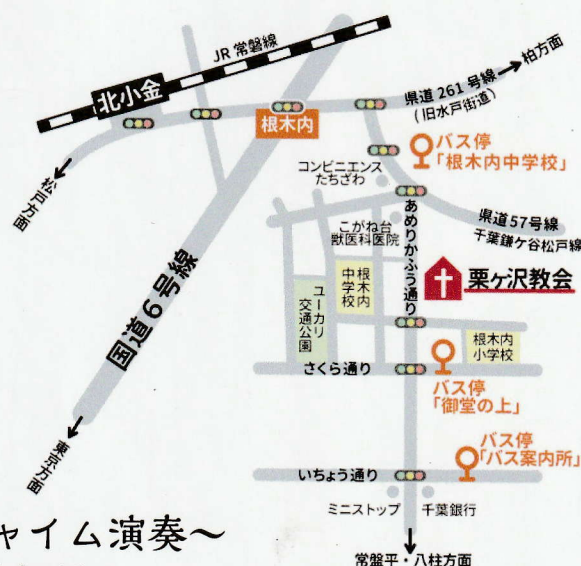 JR常磐線
北小金
県道261号線
(旧水戸街道)
柏方面
根木内
松戸方面
コンビニエンス
たちざわ
バス停
「根木内中学校」
県道57号線
千葉鎌ケ谷松戸線
こがね台
獣医科医院
あめりかふう通り
国道6号線
根木内
中学校
ユーカリ
交通公園
栗ケ沢教会
根木内
小学校
さくら通り
バス停
「御堂の上」
東京方面
バス停
「バス案内所」
いちょう通り
ミニストップ
千葉銀行
ャイム演奏~
常盤平・八柱方面